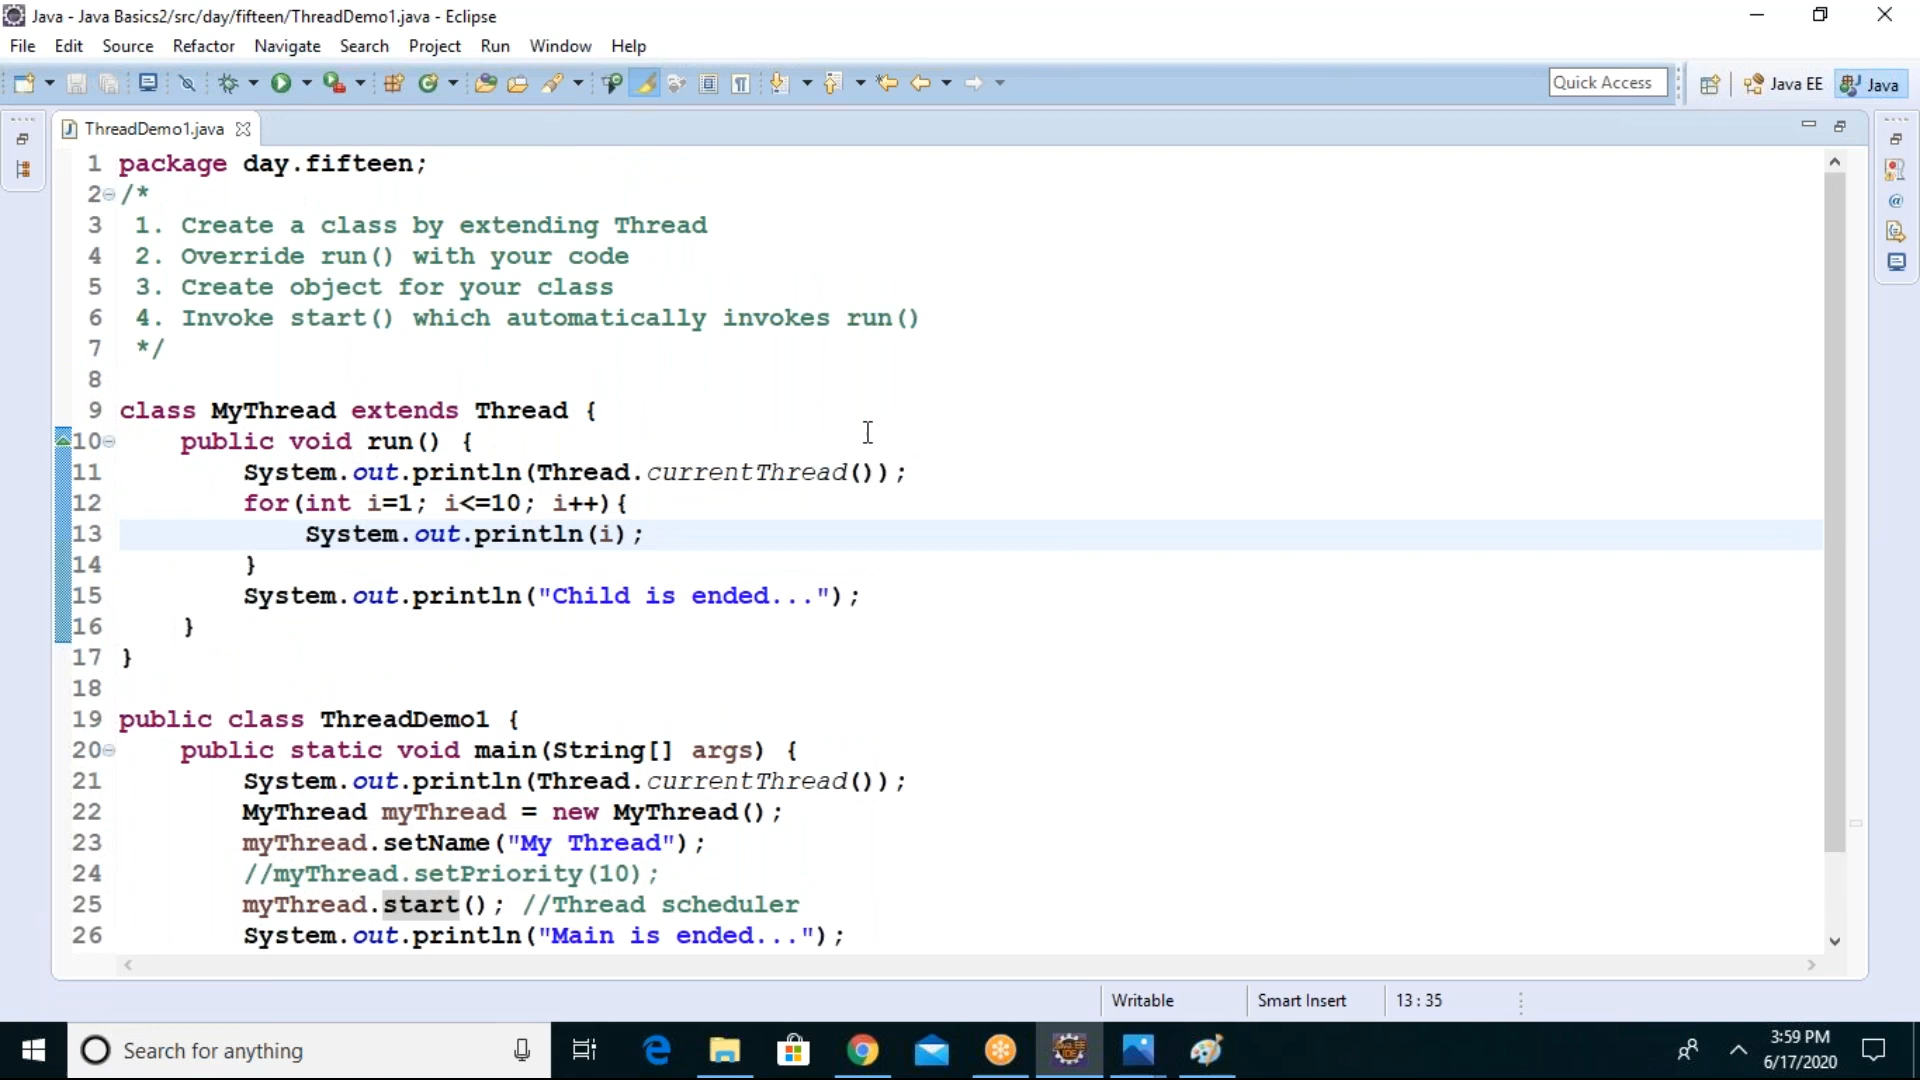 Java - Java Basics2/src/day/fifteen/ThreadDemo1.java - Eclipse
File Edit Source Refactor Navigate Search Project Run Window Help
Quick Access Java EE Java
ThreadDemo1.java
1 package day.fifteen;
2 /*
3 1. Create a class by extending Thread
4 2. Override run() with your code
5 3. Create object for your class
6 4. Invoke start() which automatically invokes run()
7 */
8
9 class MyThread extends Thread {
10 public void run() {
11 System.out.println(Thread.currentThread());
12 for(int i=1; i<=10; i++){
13 System.out.println(i);
14 }
15 System.out.println("Child is ended...");
16 }
17 }
18
19 public class ThreadDemo1 {
20 public static void main(String[] args) {
21 System.out.println(Thread.currentThread());
22 MyThread myThread = new MyThread();
23 myThread.setName("My Thread");
24 //myThread.setPriority(10);
25 myThread.start(); //Thread scheduler
26 System.out.println("Main is ended...");
Writable Smart Insert 13 : 35
Search for anything
3:59 PM
6/17/2020